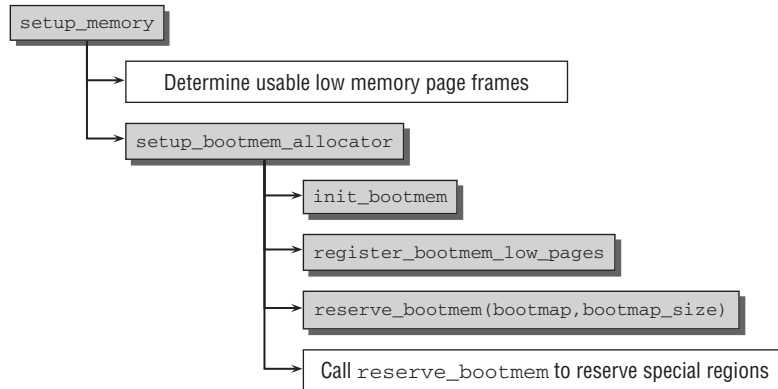 setup_memory
Determine usable low memory page frames
setup_bootmem_allocator
init_bootmem
register_bootmem_low_pages
reserve_bootmem(bootmap,bootmap_size)
Call reserve_bootmem to reserve special regions